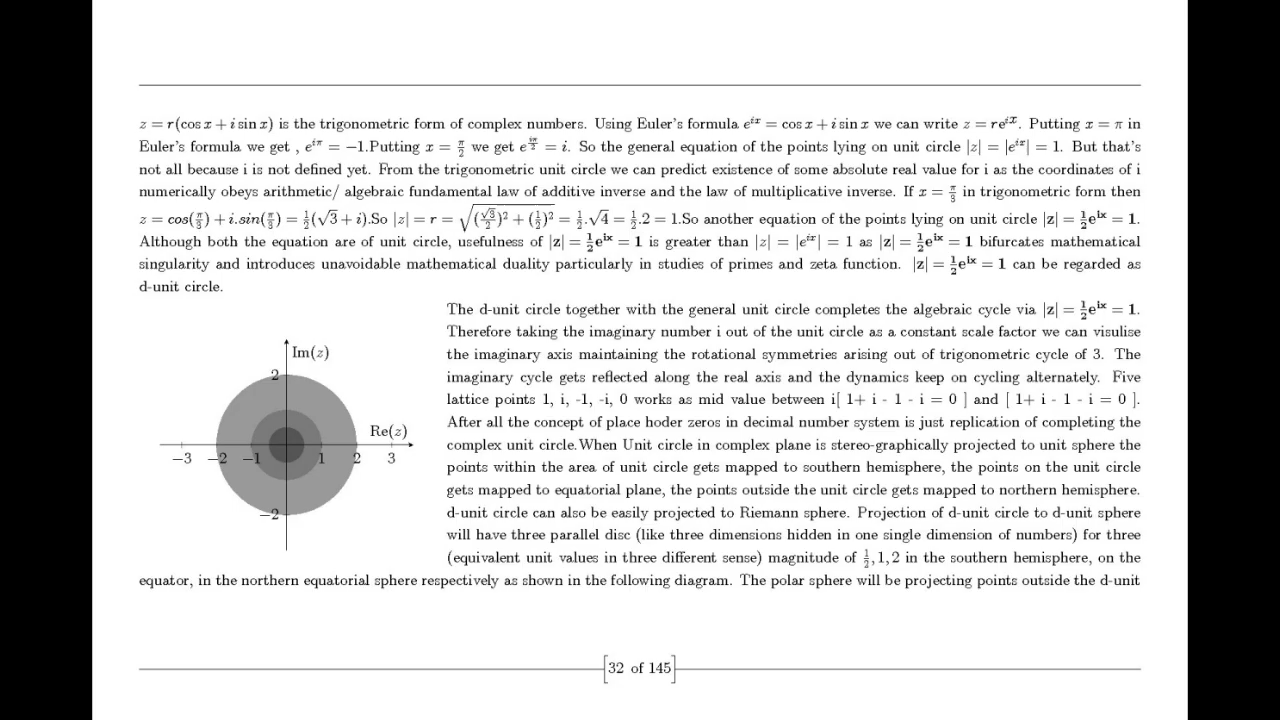 z = r(cos x + i sin x) is the trigonometric form of complex numbers. Using Euler's formula e^{ix} = cos x + i sin x we can write z = re^{ix}. Putting x = π in
Euler's formula we get , e^{iπ} = −1.Putting x = π/2 we get e^{iπ/2} = i. So the general equation of the points lying on unit circle |z| = |e^{ix}| = 1. But that's
not all because i is not defined yet. From the trigonometric unit circle we can predict existence of some absolute real value for i as the coordinates of i
numerically obeys arithmetic/ algebraic fundamental law of additive inverse and the law of multiplicative inverse. If x = π/3 in trigonometric form then
z = cos(π/3) + i.sin(π/3) = 1/2(√3 + i).So |z| = r = √((√3/2)² + (1/2)²) = 1/2.√4 = 1/2.2 = 1.So another equation of the points lying on unit circle |z| = 1/2e^{ix} = 1.
Although both the equation are of unit circle, usefulness of |z| = 1/2e^{ix} = 1 is greater than |z| = |e^{ix}| = 1 as |z| = 1/2e^{ix} = 1 bifurcates mathematical
singularity and introduces unavoidable mathematical duality particularly in studies of primes and zeta function. |z| = 1/2e^{ix} = 1 can be regarded as
d-unit circle.
The d-unit circle together with the general unit circle completes the algebraic cycle via |z| = 1/2e^{ix} = 1.
Therefore taking the imaginary number i out of the unit circle as a constant scale factor we can visulise
the imaginary axis maintaining the rotational symmetries arising out of trigonometric cycle of 3. The
imaginary cycle gets reflected along the real axis and the dynamics keep on cycling alternately. Five
lattice points 1, i, -1, -i, 0 works as mid value between i[ 1+ i - 1 - i = 0 ] and [ 1+ i - 1 - i = 0 ].
After all the concept of place hoder zeros in decimal number system is just replication of completing the
complex unit circle.When Unit circle in complex plane is stereo-graphically projected to unit sphere the
points within the area of unit circle gets mapped to southern hemisphere, the points on the unit circle
gets mapped to equatorial plane, the points outside the unit circle gets mapped to northern hemisphere.
d-unit circle can also be easily projected to Riemann sphere. Projection of d-unit circle to d-unit sphere
will have three parallel disc (like three dimensions hidden in one single dimension of numbers) for three
(equivalent unit values in three different sense) magnitude of 1/2, 1, 2 in the southern hemisphere, on the
equator, in the northern equatorial sphere respectively as shown in the following diagram. The polar sphere will be projecting points outside the d-unit
Im(z)
2
Re(z)
−3 −2 −1 1 2 3
−2
32 of 145